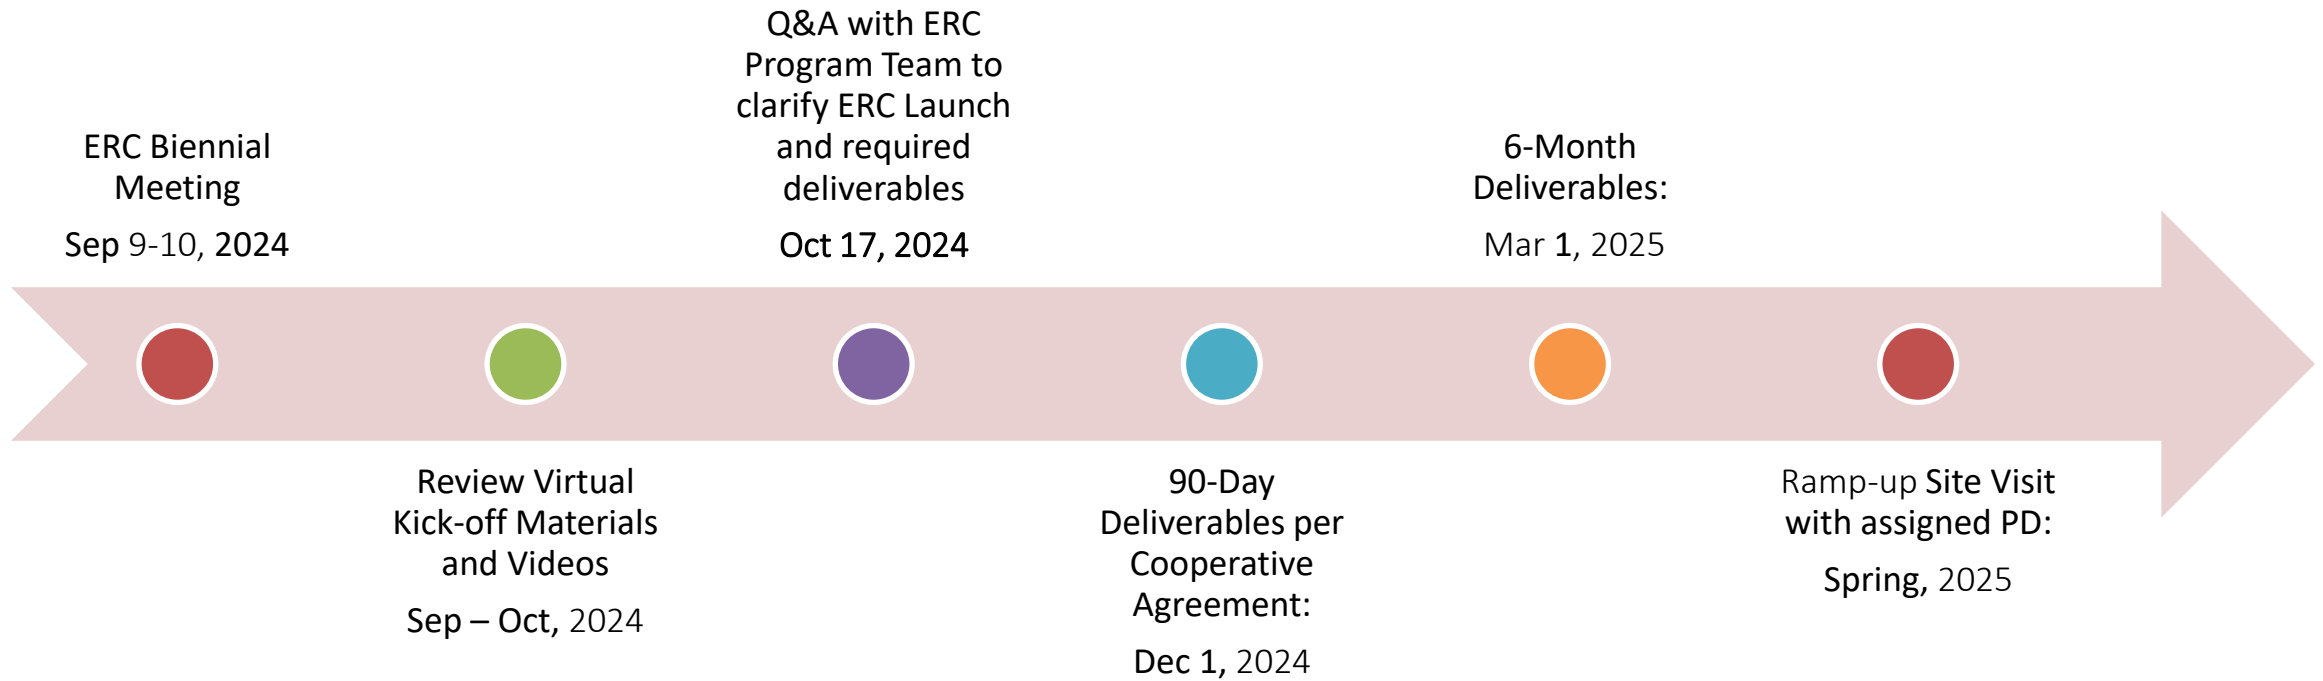 ERC Biennial
Meeting
Sep 9-10, 2024
Review Virtual
Kick-off Materials
and Videos
Sep – Oct, 2024
Q&A with ERC
Program Team to
clarify ERC Launch
and required
deliverables
Oct 17, 2024
90-Day
Deliverables per
Cooperative
Agreement:
Dec 1, 2024
6-Month
Deliverables:
Mar 1, 2025
Ramp-up Site Visit
with assigned PD:
Spring, 2025